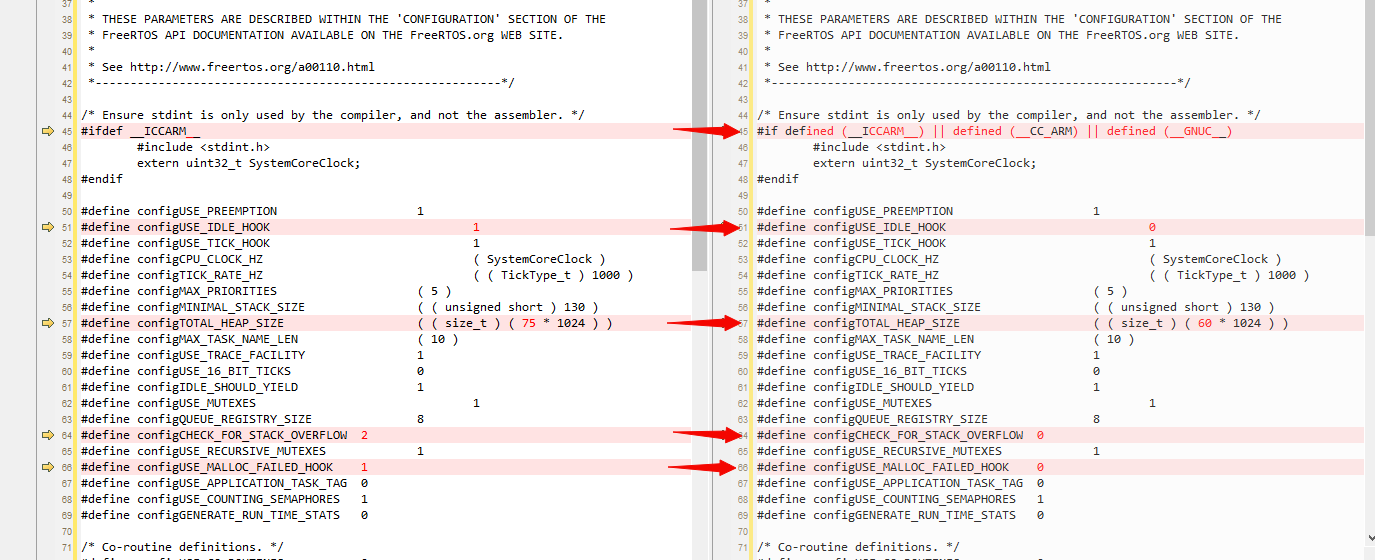 37 *
38 * THESE PARAMETERS ARE DESCRIBED WITHIN THE 'CONFIGURATION' SECTION OF THE
39 * FreeRTOS API DOCUMENTATION AVAILABLE ON THE FreeRTOS.org WEB SITE.
40 *
41 * See http://www.freertos.org/a00110.html
42 *----------------------------------------------------------*/
43
44 /* Ensure stdint is only used by the compiler, and not the assembler. */
45 #ifdef __ICCARM__
46 #include <stdint.h>
47 extern uint32_t SystemCoreClock;
48 #endif
49
50 #define configUSE_PREEMPTION 1
51 #define configUSE_IDLE_HOOK 1
52 #define configUSE_TICK_HOOK 1
53 #define configCPU_CLOCK_HZ ( SystemCoreClock )
54 #define configTICK_RATE_HZ ( ( TickType_t ) 1000 )
55 #define configMAX_PRIORITIES ( 5 )
56 #define configMINIMAL_STACK_SIZE ( ( unsigned short ) 130 )
57 #define configTOTAL_HEAP_SIZE ( ( size_t ) ( 75 * 1024 ) )
58 #define configMAX_TASK_NAME_LEN ( 10 )
59 #define configUSE_TRACE_FACILITY 1
60 #define configUSE_16_BIT_TICKS 0
61 #define configIDLE_SHOULD_YIELD 1
62 #define configUSE_MUTEXES 1
63 #define configQUEUE_REGISTRY_SIZE 8
64 #define configCHECK_FOR_STACK_OVERFLOW 2
65 #define configUSE_RECURSIVE_MUTEXES 1
66 #define configUSE_MALLOC_FAILED_HOOK 1
67 #define configUSE_APPLICATION_TASK_TAG 0
68 #define configUSE_COUNTING_SEMAPHORES 1
69 #define configGENERATE_RUN_TIME_STATS 0
70
71 /* Co-routine definitions. */
37 *
38 * THESE PARAMETERS ARE DESCRIBED WITHIN THE 'CONFIGURATION' SECTION OF THE
39 * FreeRTOS API DOCUMENTATION AVAILABLE ON THE FreeRTOS.org WEB SITE.
40 *
41 * See http://www.freertos.org/a00110.html
42 *----------------------------------------------------------*/
43
44 /* Ensure stdint is only used by the compiler, and not the assembler. */
#if defined (__ICCARM__) || defined (__CC_ARM) || defined (__GNUC__)
46 #include <stdint.h>
47 extern uint32_t SystemCoreClock;
48 #endif
49
50 #define configUSE_PREEMPTION 1
#define configUSE_IDLE_HOOK 0
52 #define configUSE_TICK_HOOK 1
53 #define configCPU_CLOCK_HZ ( SystemCoreClock )
54 #define configTICK_RATE_HZ ( ( TickType_t ) 1000 )
55 #define configMAX_PRIORITIES ( 5 )
56 #define configMINIMAL_STACK_SIZE ( ( unsigned short ) 130 )
#define configTOTAL_HEAP_SIZE ( ( size_t ) ( 60 * 1024 ) )
58 #define configMAX_TASK_NAME_LEN ( 10 )
59 #define configUSE_TRACE_FACILITY 1
60 #define configUSE_16_BIT_TICKS 0
61 #define configIDLE_SHOULD_YIELD 1
62 #define configUSE_MUTEXES 1
63 #define configQUEUE_REGISTRY_SIZE 8
#define configCHECK_FOR_STACK_OVERFLOW 0
65 #define configUSE_RECURSIVE_MUTEXES 1
66 #define configUSE_MALLOC_FAILED_HOOK 0
67 #define configUSE_APPLICATION_TASK_TAG 0
68 #define configUSE_COUNTING_SEMAPHORES 1
69 #define configGENERATE_RUN_TIME_STATS 0
70
71 /* Co-routine definitions. */